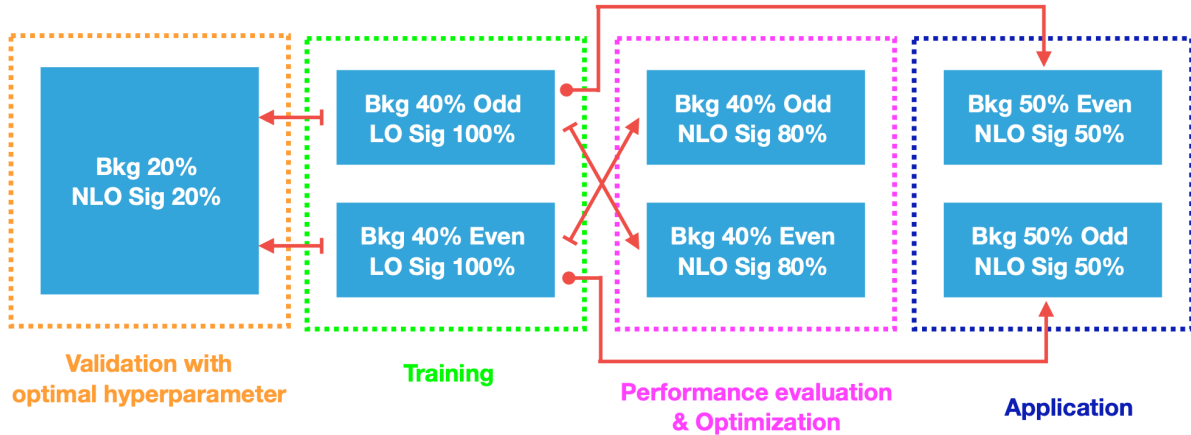 Bkg 20%
NLO Sig 20%
Validation with
optimal hyperparameter
Bkg 40% Odd
LO Sig 100%
Bkg 40% Even
LO Sig 100%
Training
Bkg 40% Odd
NLO Sig 80%
Bkg 40% Even
NLO Sig 80%
Performance evaluation
& Optimization
Bkg 50% Even
NLO Sig 50%
Bkg 50% Odd
NLO Sig 50%
Application